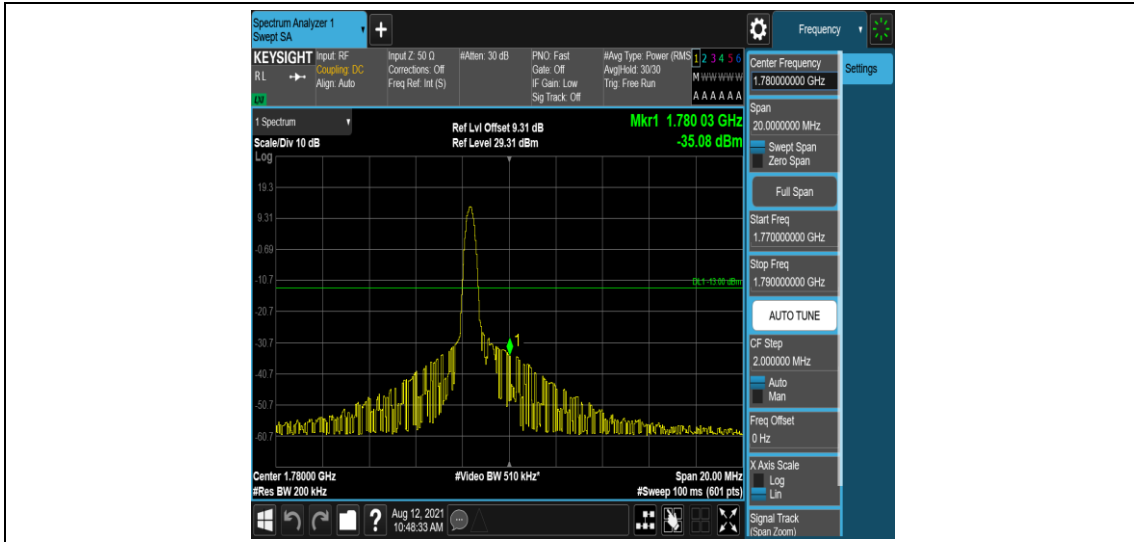 Spectrum Analyzer 1
Swept SA
+
Frequency
KEYSIGHT
RL
LXI
Input: RF
Coupling: DC
Align: Auto
Input Z: 50 Ω
Corrections: Off
Freq Ref: Int (S)
#Atten: 30 dB
PNO: Fast
Gate: Off
IF Gain: Low
Sig Track: Off
#Avg Type: Power (RMS
Avg|Hold: 30/30
Trig: Free Run
1 2 3 4 5 6
M W W W W W
A A A A A A
1 Spectrum
Scale/Div 10 dB
Log
Ref Lvl Offset 9.31 dB
Ref Level 29.31 dBm
Mkr1 1.780 03 GHz
-35.08 dBm
19.3
9.31
-0.69
-10.7
DL1 -13.00 dBm
-20.7
-30.7
1
-40.7
-50.7
-60.7
Center 1.78000 GHz
#Video BW 510 kHz*
Span 20.00 MHz
#Res BW 200 kHz
#Sweep 100 ms (601 pts)
?
Aug 12, 2021
10:48:33 AM
Center Frequency
1.780000000 GHz
Settings
Span
20.0000000 MHz
Swept Span
Zero Span
Full Span
Start Freq
1.770000000 GHz
Stop Freq
1.790000000 GHz
AUTO TUNE
CF Step
2.000000 MHz
Auto
Man
Freq Offset
0 Hz
X Axis Scale
Log
Lin
Signal Track
(Span Zoom)